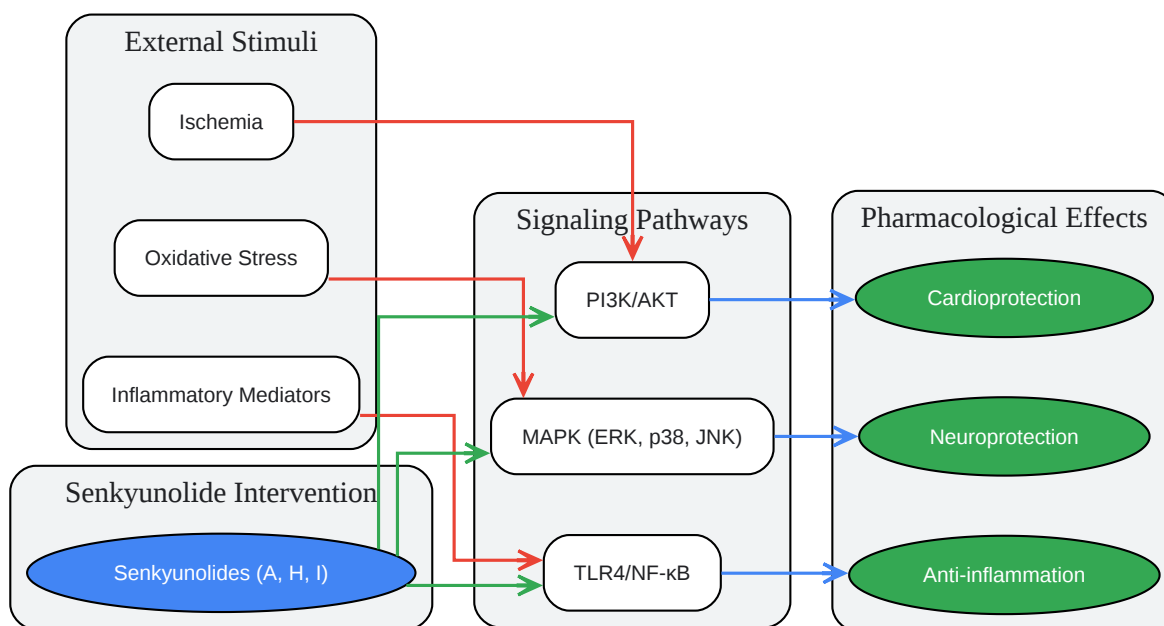 External Stimuli
Ischemia
Oxidative Stress
Inflammatory Mediators
Senkyunolide Intervention
Senkyunolides (A, H, I)
Signaling Pathways
PI3K/AKT
MAPK (ERK, p38, JNK)
TLR4/NF-κB
Pharmacological Effects
Cardioprotection
Neuroprotection
Anti-inflammation